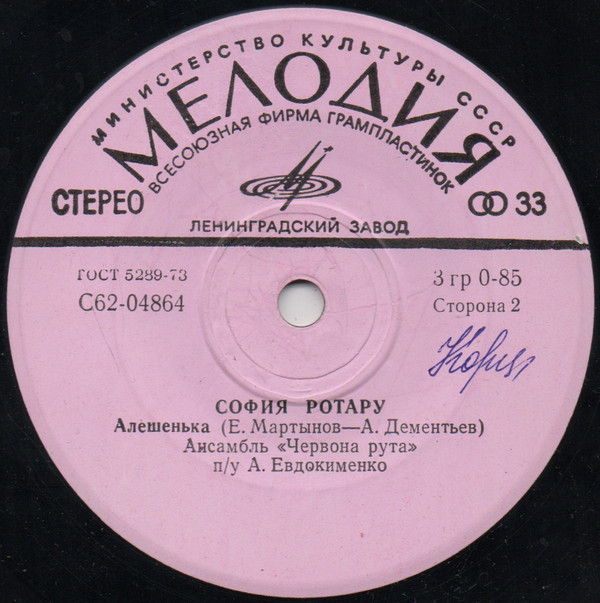 МИНИСТЕРСТВО КУЛЬТУРЫ СССР
МЕЛОДИЯ
ВСЕСОЮЗНАЯ ФИРМА ГРАМПЛАСТИНОК
СТЕРЕО
33
ЛЕНИНГРАДСКИЙ ЗАВОД
ГОСТ 5289-73
С62-04864
3 гр 0-85
Сторона 2
СОФИЯ РОТАРУ
Алешенька (Е. Мартынов—А. Дементьев)
Ансамбль «Червона рута»
п/у А. Евдокименко